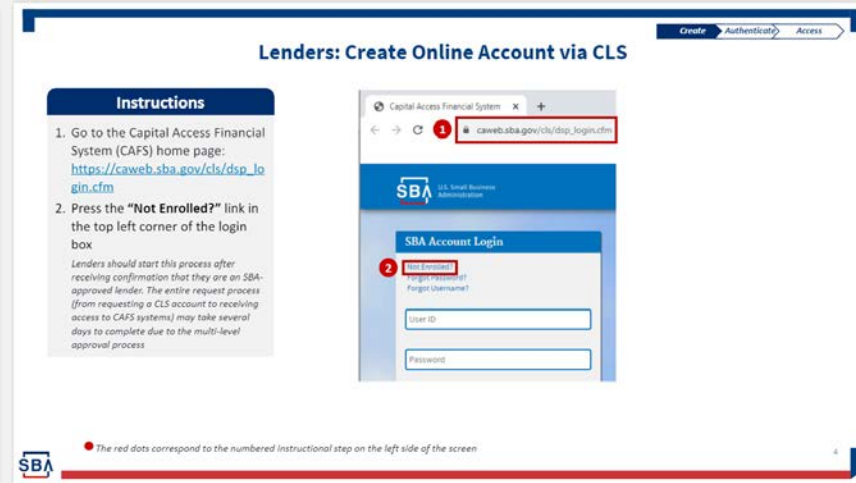 Create Authenticate Access
Lenders: Create Online Account via CLS
Instructions
1. Go to the Capital Access Financial
System (CAFS) home page:
https://caweb.sba.gov/cls/dsp_lo
gin.cfm
2. Press the “Not Enrolled?” link in
the top left corner of the login
box
Lenders should start this process after
receiving confirmation that they are an SBA-
approved lender. The entire request process
(from requesting a CLS account to receiving
access to CAFS systems) may take several
days to complete due to the multi-level
approval process
Capital Access Financial System x +
1 caweb.sba.gov/cls/dsp_login.cfm
SBA U.S. Small Business
Administration
SBA Account Login
2 Not Enrolled?
Forgot Password?
Forgot Username?
User ID
Password
The red dots correspond to the numbered instructional step on the left side of the screen
4
SBA